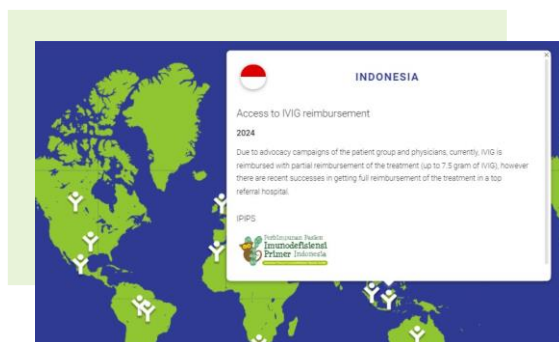 INDONESIA
Access to IVIG reimbursement
2024
Due to advocacy campaigns of the patient group and physicians, currently, IVIG is
reimbursed with partial reimbursement of the treatment (up to 7.5 gram of IVIG), however
there are recent successes in getting full reimbursement of the treatment in a top
referral hospital.
IPIPS
Perhimpunan Pasien
Imunodefisiensi
Primer Indonesia